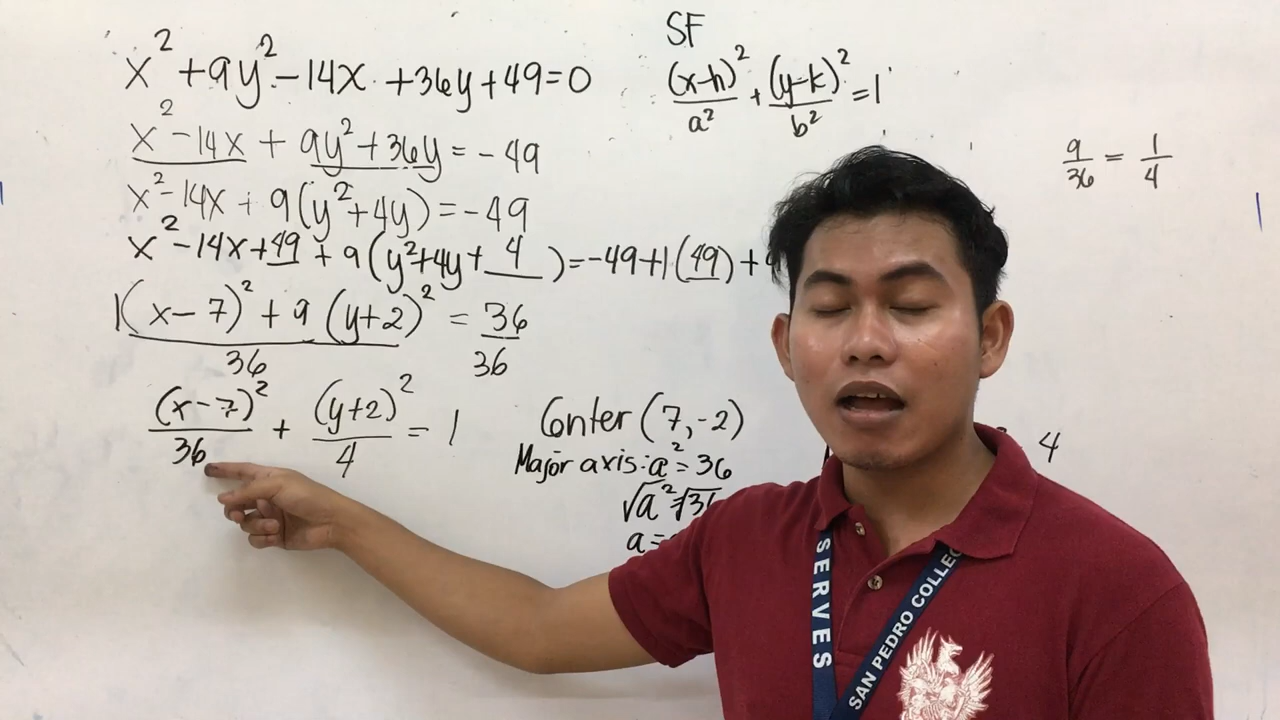 x² + 9y² - 14x + 36y + 49 = 0
x² - 14x + 9y² + 36y = -49
x² - 14x + 9(y² + 4y) = -49
x² - 14x + 49 + 9(y² + 4y + 4) = -49 + 1(49) +
1(x - 7)² + 9(y + 2)² = 36
36 36
(x - 7)² + (y + 2)² = 1
36 4
SF
(x-h)² + (y-k)² = 1
a² b²
9/36 = 1/4
Center (7, -2)
Major axis: a² = 36
√a² = √36
a =
4
SERVES
SAN PEDRO COLLEG